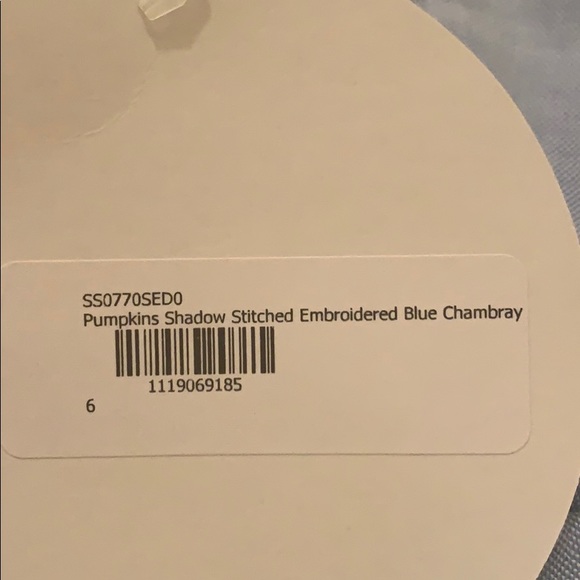 SS0770SED0
Pumpkins Shadow Stitched Embroidered Blue Chambray
1119069185
6